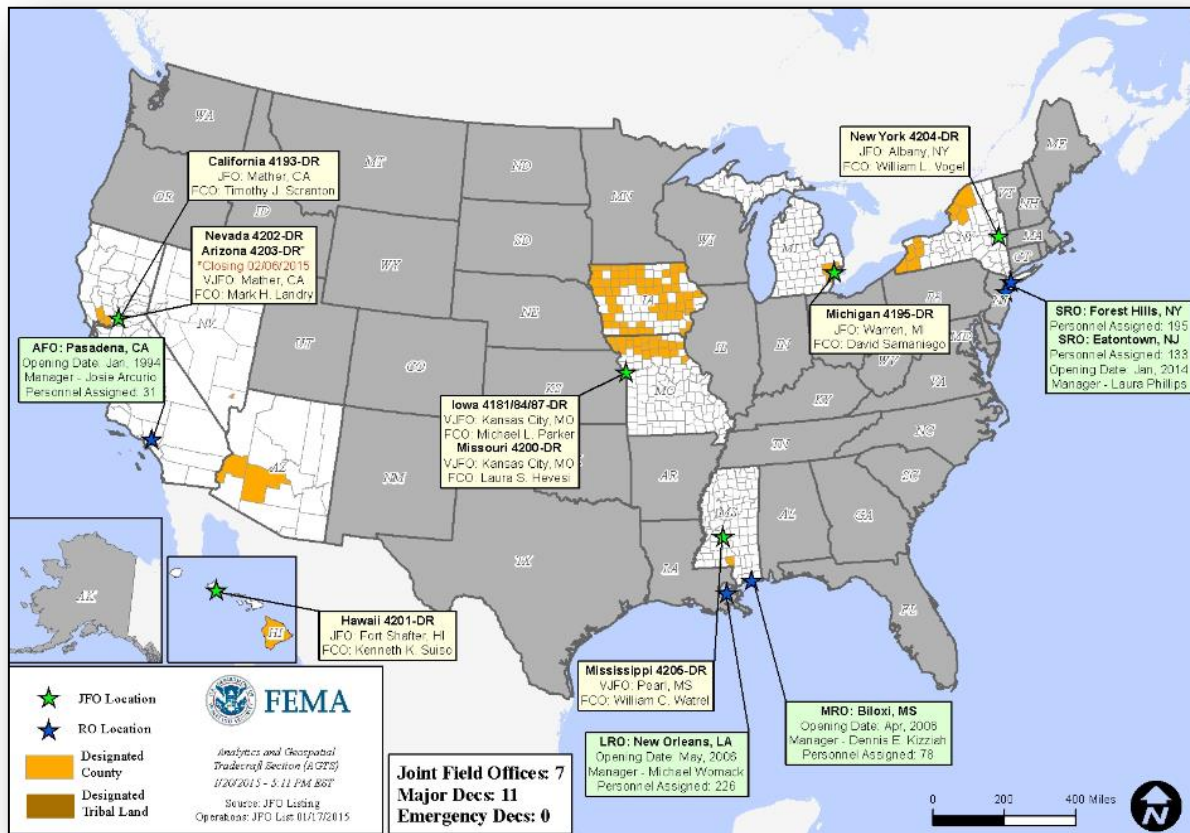 WA
OR
ID
MT
ND
SD
MN
WI
WY
NE
NV
UT
CO
KS
MO
IA
IL
IN
MI
KY
WV
VA
TN
NC
SC
GA
AL
MS
AR
LA
TX
NM
AZ
FL
NY
VT
NH
ME
MA
CT
NJ
AK
HI
California 4193-DR
JFO: Mather, CA
FCO: Timothy J. Scranton
Nevada 4202-DR
Arizona 4203-DR*
*Closing 02/06/2015
VJFO: Mather, CA
FCO: Mark H. Landry
AFO: Pasadena, CA
Opening Date: Jan, 1994
Manager - Josie Arcurio
Personnel Assigned: 31
New York 4204-DR
JFO: Albany, NY
FCO: William L. Vogel
Michigan 4195-DR
JFO: Warren, MI
FCO: David Samaniego
SRO: Forest Hills, NY
Personnel Assigned: 195
SRO: Eatontown, NJ
Personnel Assigned: 133
Opening Date: Jan, 2014
Manager - Laura Phillips
Iowa 4181/84/87-DR
VJFO: Kansas City, MO
FCO: Michael L. Parker
Missouri 4200-DR
VJFO: Kansas City, MO
FCO: Laura S. Hevesi
Hawaii 4201-DR
JFO: Fort Shafter, HI
FCO: Kenneth K. Suiso
Mississippi 4205-DR
VJFO: Pearl, MS
FCO: William C. Watrel
LRO: New Orleans, LA
Opening Date: May, 2006
Manager - Michael Womack
Personnel Assigned: 226
MRO: Biloxi, MS
Opening Date: Apr, 2006
Manager - Dennis E. Kizziah
Personnel Assigned: 78
JFO Location
RO Location
Designated
County
Designated
Tribal Land
FEMA
Analytics and Geospatial
Tradecraft Section (AGTS)
1/20/2015 - 5:11 PM EST
Source: JFO Listing
Operations: JFO List 01/17/2015
Joint Field Offices: 7
Major Decs: 11
Emergency Decs: 0
0 200 400 Miles
N